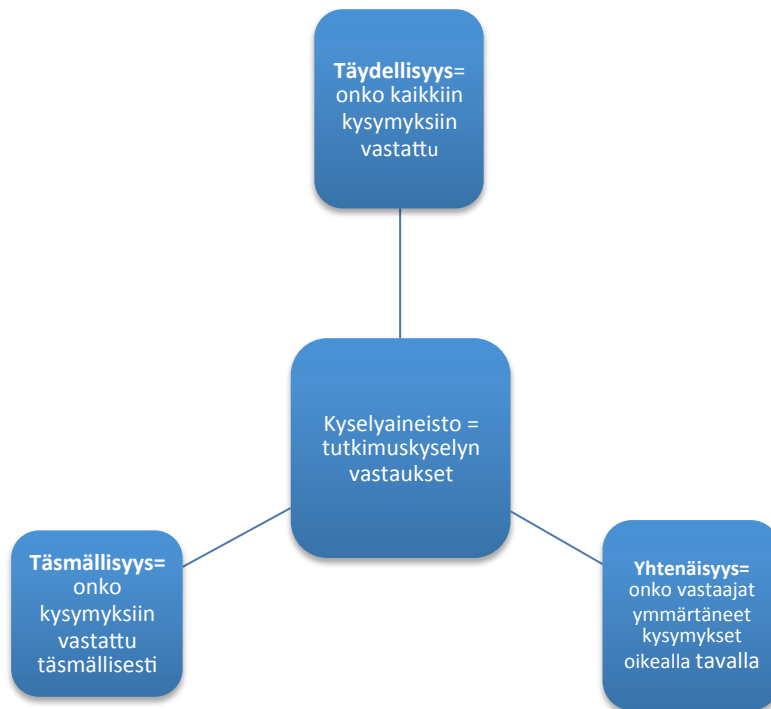 Täydellisyys=
onko kaikkiin
kysymyksiin
vastattu
Kyselyaineisto =
tutkimuskyselyn
vastaukset
Täsmällisyys=
onko
kysymyksiin
vastattu
täsmällisesti
Yhtenäisyys=
onko vastaajat
ymmärtäneet
kysymykset
oikealla tavalla